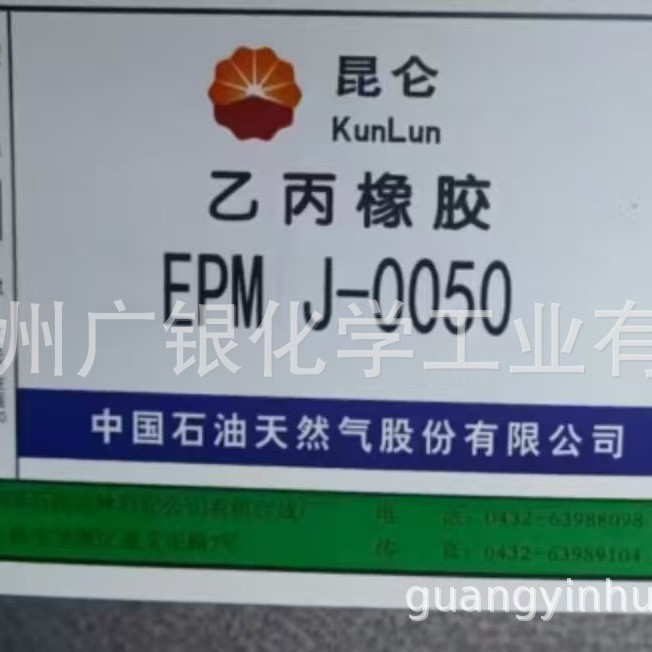 昆仑
KunLun
乙丙橡胶
EPM J-0050
州广银化学工业有
中国石油天然气股份有限公司
电 话: 0432-63988098
传 真: 0432-63989104
guangyinhu